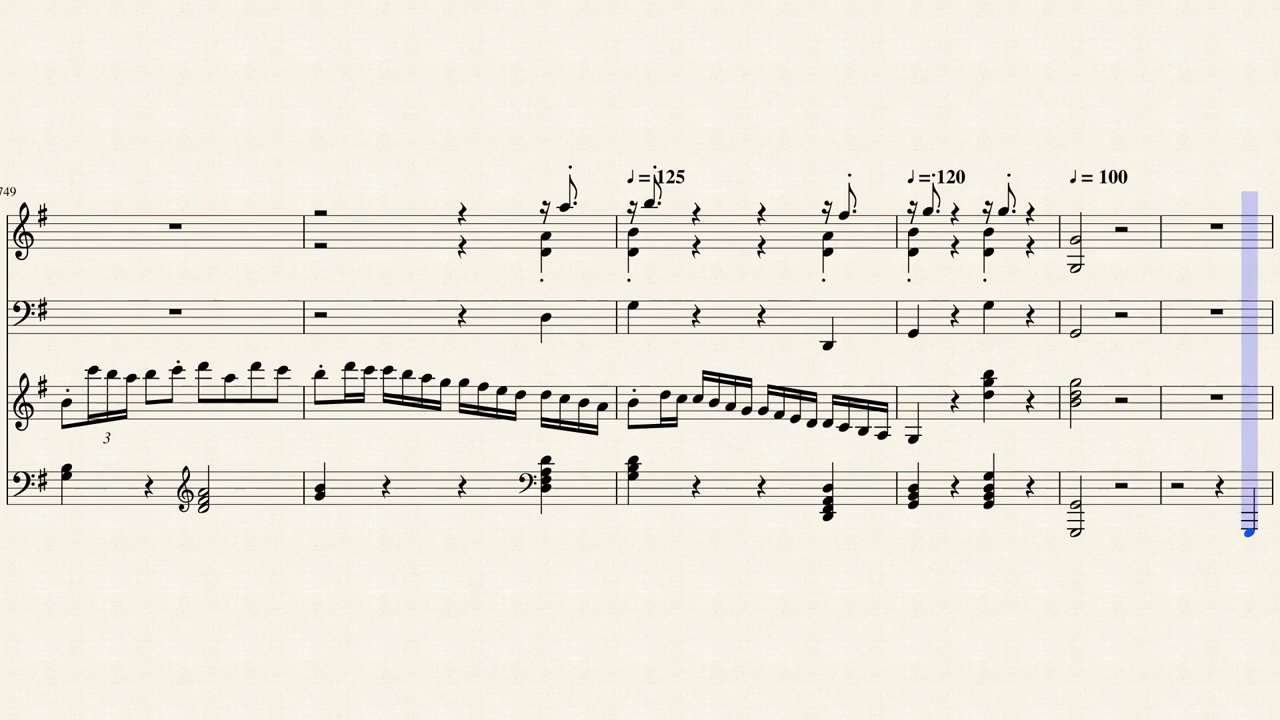 749
♩ = 125
♩ = 120
♩ = 100
3